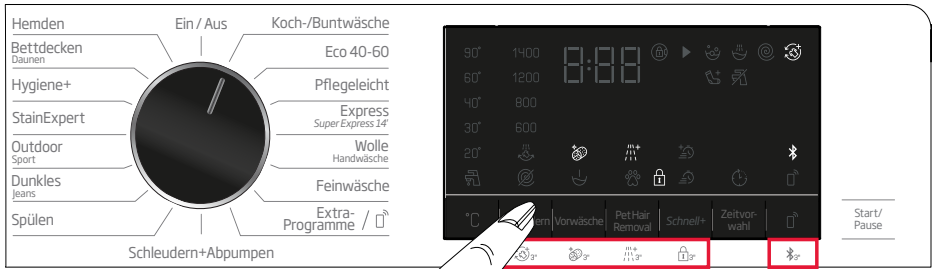 Hemden
Bettdecken
Daunen
Hygiene+
StainExpert
Outdoor
Sport
Dunkles
Jeans
Spülen
Ein / Aus
Koch-/Buntwäsche
Eco 40-60
Pflegeleicht
Express
Super Express 14'
Wolle
Handwäsche
Feinwäsche
Extra-
Programme /
Schleudern+Abpumpen
90° 1400 8:88
60° 1200
40° 800
30° 600
20°
°C Vorwäsche Pet Hair Removal Schnell+ Zeitvor-wahl
3" 3" 3" 3" 3"
Start/
Pause